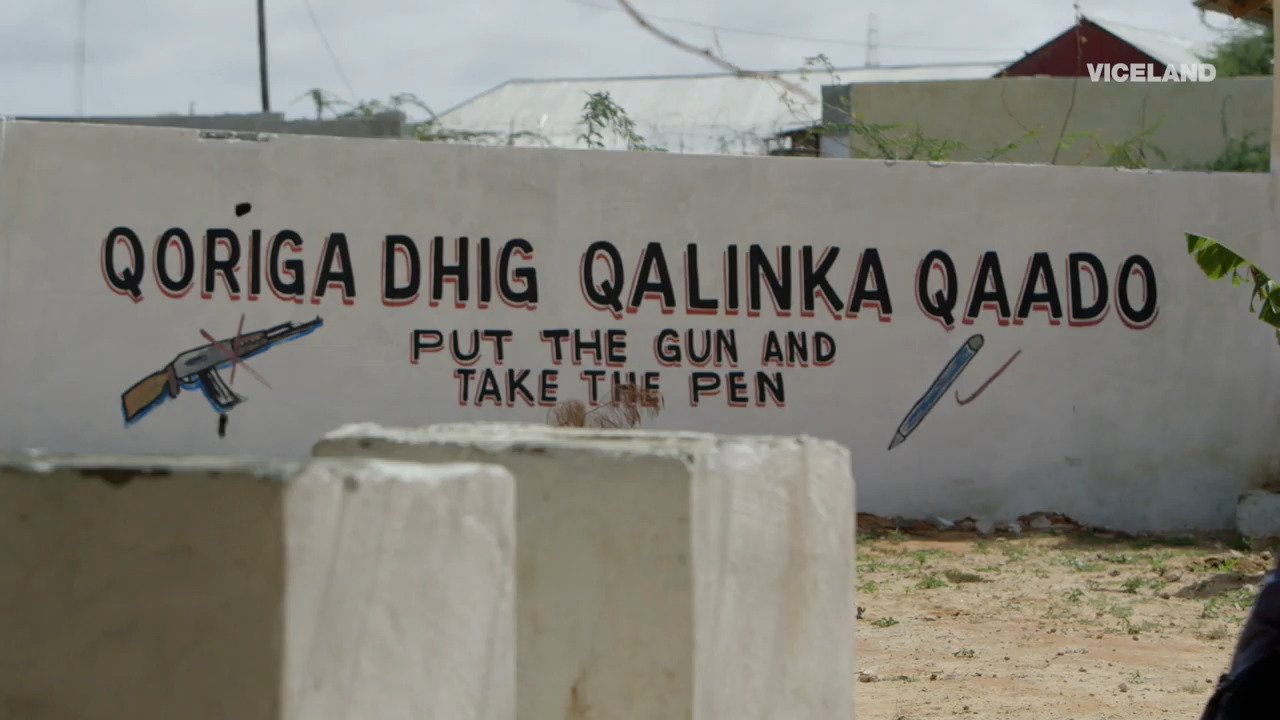 VICELAND
QORIGA DHIG QALINKA QAADO
PUT THE GUN AND
TAKE THE PEN